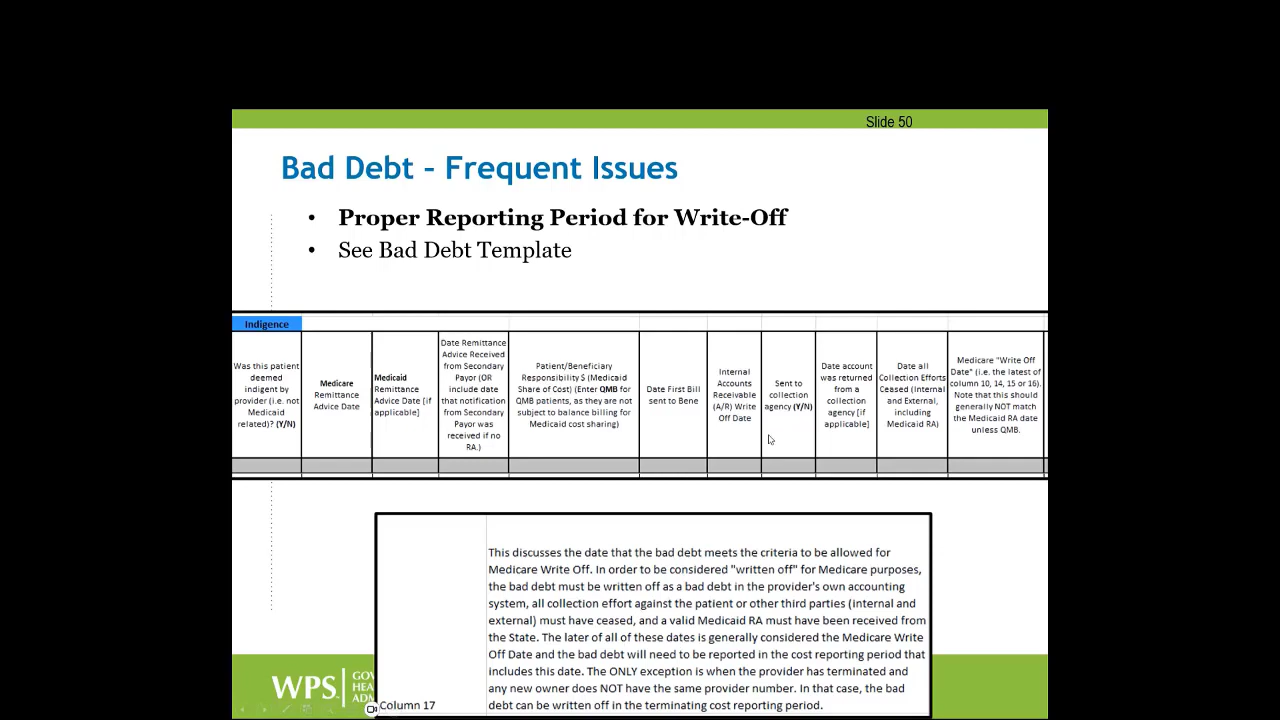 Slide 50
Bad Debt – Frequent Issues
• Proper Reporting Period for Write-Off
• See Bad Debt Template
Indigence
Was this patient
deemed
indigent by
provider (i.e. not
Medicaid
related)? (Y/N)
Medicare
Remittance
Advice Date
Medicaid
Remittance
Advice Date [if
applicable]
Date Remittance
Advice Received
from Secondary
Payor (OR
include date
that notification
from Secondary
Payor was
received if no
RA.)
Patient/Beneficiary
Responsibility $ (Medicaid
Share of Cost) (Enter QMB for
QMB patients, as they are not
subject to balance billing for
Medicaid cost sharing)
Date First Bill
sent to Bene
Internal
Accounts
Receivable
(A/R) Write
Off Date
Sent to
collection
agency (Y/N)
Date account
was returned
from a
collection
agency [if
applicable]
Date all
Collection Efforts
Ceased (Internal
and External,
including
Medicaid RA)
Medicare "Write Off
Date" (i.e. the latest of
column 10, 14, 15 or 16).
Note that this should
generally NOT match
the Medicaid RA date
unless QMB.
This discusses the date that the bad debt meets the criteria to be allowed for
Medicare Write Off. In order to be considered "written off" for Medicare purposes,
the bad debt must be written off as a bad debt in the provider's own accounting
system, all collection effort against the patient or other third parties (internal and
external) must have ceased, and a valid Medicaid RA must have been received from
the State. The later of all of these dates is generally considered the Medicare Write
Off Date and the bad debt will need to be reported in the cost reporting period that
includes this date. The ONLY exception is when the provider has terminated and
any new owner does NOT have the same provider number. In that case, the bad
debt can be written off in the terminating cost reporting period.
Column 17
WPS